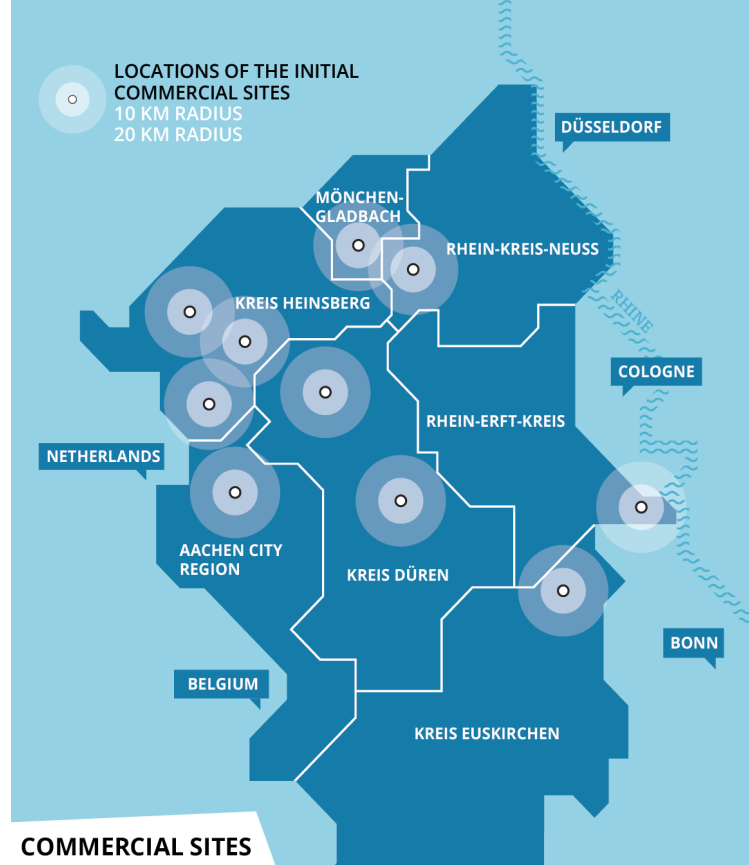 LOCATIONS OF THE INITIAL
COMMERCIAL SITES
10 KM RADIUS
20 KM RADIUS
DÜSSELDORF
MÖNCHEN-
GLADBACH
RHEIN-KREIS-NEUSS
KREIS HEINSBERG
RHINE
COLOGNE
RHEIN-ERFT-KREIS
NETHERLANDS
AACHEN CITY
REGION
KREIS DÜREN
BONN
BELGIUM
KREIS EUSKIRCHEN
COMMERCIAL SITES